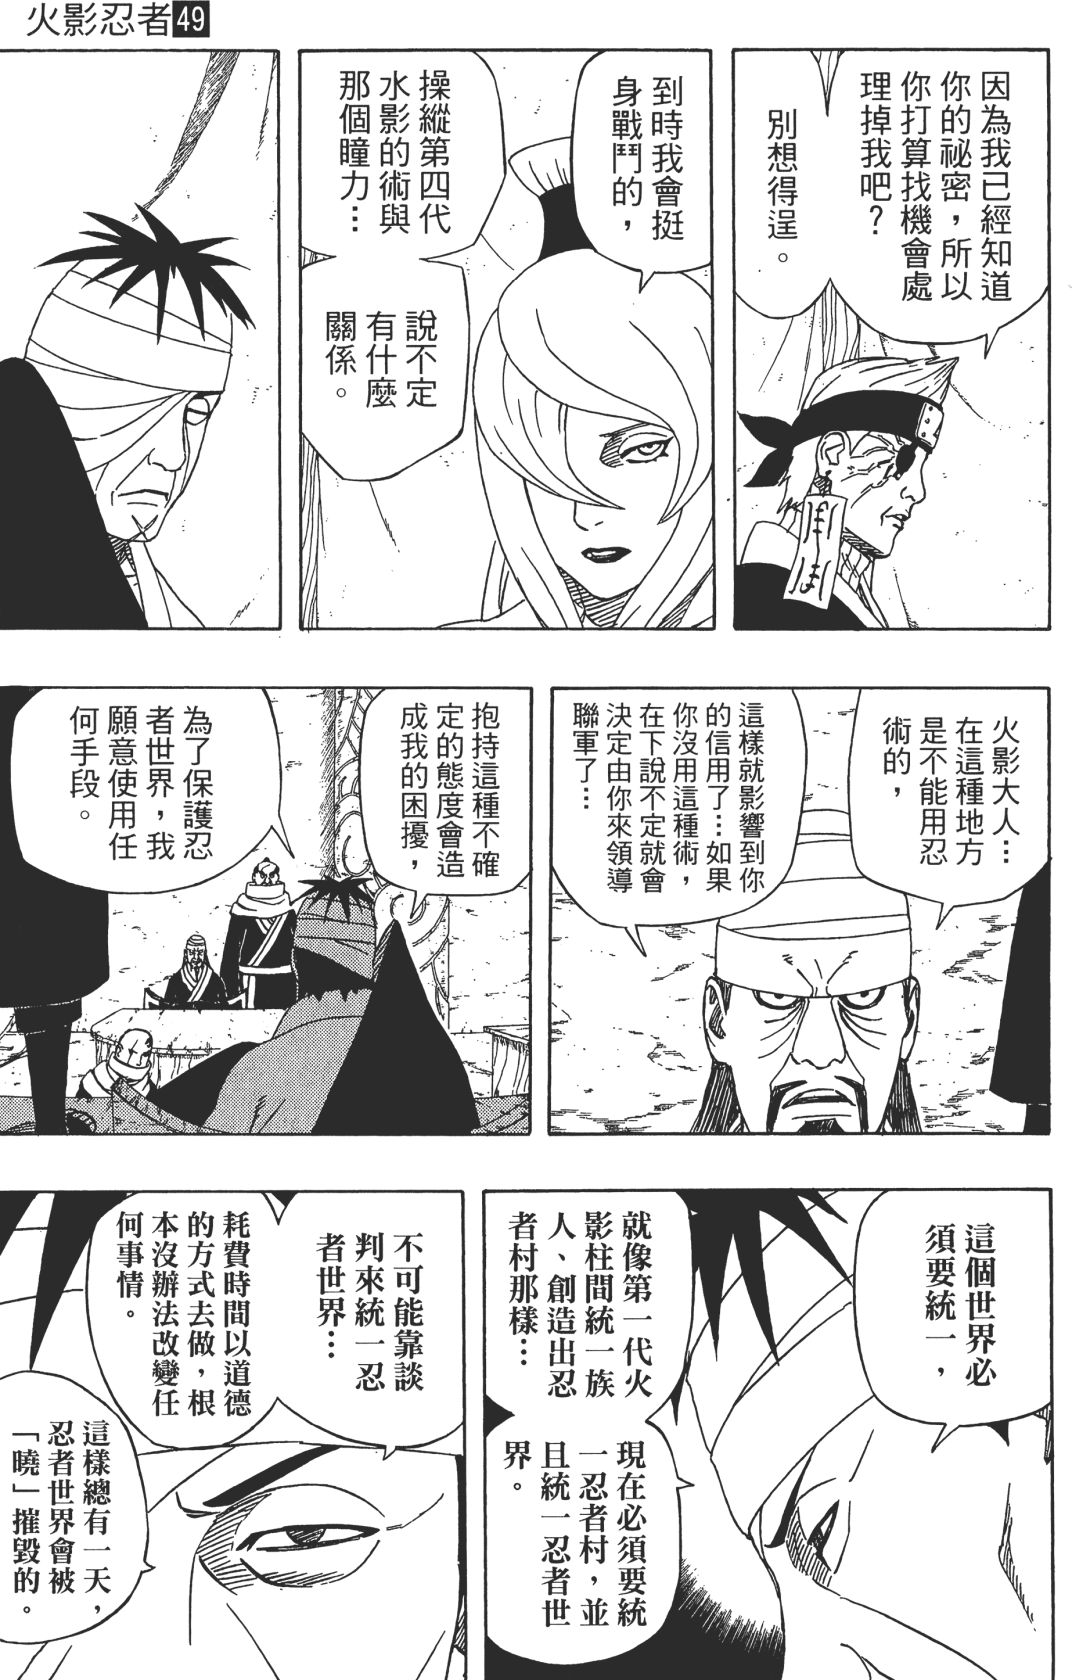 火影忍者49
因為我已經知道
你的祕密，所以
你打算找機會處
理掉我吧？
別想得逞。
到時我會挺
身戰鬥的，
操縱第四代
水影的術與
那個瞳力…
說不定
有什麼
關係。
火影大人…
在這種地方
是不能用忍
術的，
這樣就影響到你
的信用了…如果
你沒用這種術，
在下說不定就會
決定由你來領導
聯軍了…
抱持這種不確
定的態度會造
成我的困擾，
為了保護忍
者世界，我
願意使用任
何手段。
這個世界必
須要統一，
就像第一代火
影柱間統一族
人、創造出忍
者村那樣…
現在必須要統
一忍者村，並
且統一忍者世
界。
不可能靠談
判來統一忍
者世界…
耗費時間以道德
的方式去做，根
本沒辦法改變任
何事情。
這樣總有一天，
忍者世界會被
「曉」摧毀的。